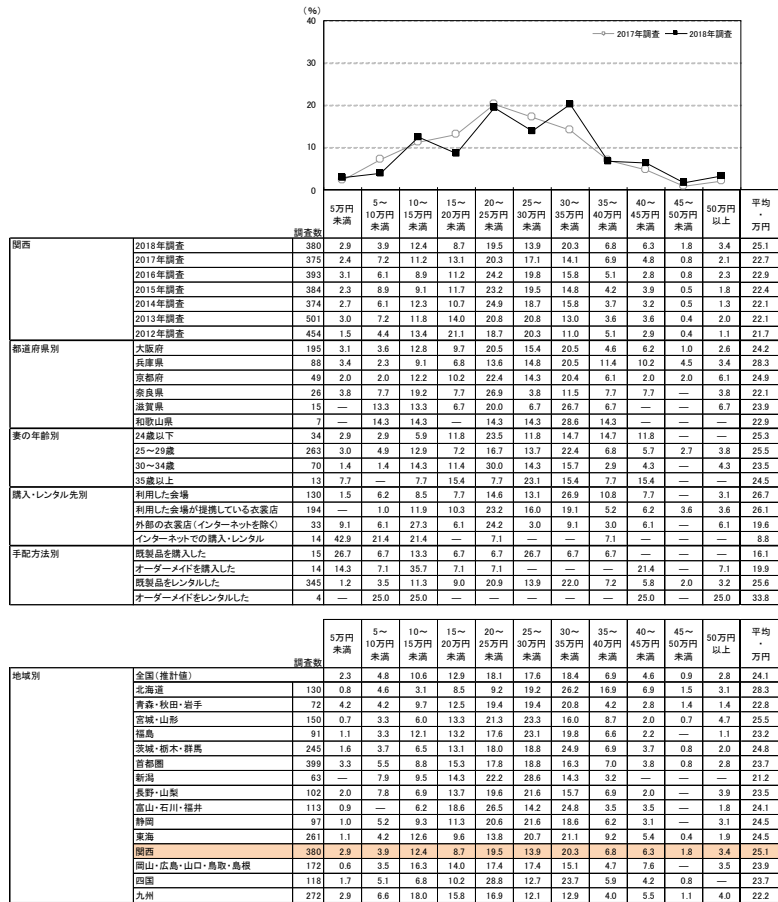 (%)
40
2017年調査 2018年調査
30
20
10
0
調査数 5万円未満 5～10万円未満 10～15万円未満 15～20万円未満 20～25万円未満 25～30万円未満 30～35万円未満 35～40万円未満 40～45万円未満 45～50万円未満 50万円以上 平均・万円
関西 2018年調査 380 2.9 3.9 12.4 8.7 19.5 13.9 20.3 6.8 6.3 1.8 3.4 25.1
2017年調査 375 2.4 7.2 11.2 13.1 20.3 17.1 14.1 6.9 4.8 0.8 2.1 22.7
2016年調査 393 3.1 6.1 8.9 11.2 24.2 19.8 15.8 5.1 2.8 0.8 2.3 22.9
2015年調査 384 2.3 8.9 9.1 11.7 23.2 19.5 14.8 4.2 3.9 0.5 1.8 22.4
2014年調査 374 2.7 6.1 12.3 10.7 24.9 18.7 15.8 3.7 3.2 0.5 1.3 22.1
2013年調査 501 3.0 7.2 11.8 14.0 20.8 20.8 13.0 3.6 3.6 0.4 2.0 22.1
2012年調査 454 1.5 4.4 13.4 21.1 18.7 20.3 11.0 5.1 2.9 0.4 1.1 21.7
都道府県別 大阪府 195 3.1 3.6 12.8 9.7 20.5 15.4 20.5 4.6 6.2 1.0 2.6 24.2
兵庫県 88 3.4 2.3 9.1 6.8 13.6 14.8 20.5 11.4 10.2 4.5 3.4 28.3
京都府 49 2.0 2.0 12.2 10.2 22.4 14.3 20.4 6.1 2.0 2.0 6.1 24.9
奈良県 26 3.8 7.7 19.2 7.7 26.9 3.8 11.5 7.7 7.7 — 3.8 22.1
滋賀県 15 — 13.3 13.3 6.7 20.0 6.7 26.7 6.7 — — 6.7 23.9
和歌山県 7 — 14.3 14.3 — 14.3 14.3 28.6 14.3 — — — 22.9
妻の年齢別 24歳以下 34 2.9 2.9 5.9 11.8 23.5 11.8 14.7 14.7 11.8 — — 25.3
25～29歳 263 3.0 4.9 12.9 7.2 16.7 13.7 22.4 6.8 5.7 2.7 3.8 25.5
30～34歳 70 1.4 1.4 14.3 11.4 30.0 14.3 15.7 2.9 4.3 — 4.3 23.5
35歳以上 13 7.7 — 7.7 15.4 7.7 23.1 15.4 7.7 15.4 — — 24.5
購入・レンタル先別 利用した会場 130 1.5 6.2 8.5 7.7 14.6 13.1 26.9 10.8 7.7 — 3.1 26.7
利用した会場が提携している衣裳店 194 — 1.0 11.9 10.3 23.2 16.0 19.1 5.2 6.2 3.6 3.6 26.1
外部の衣裳店(インターネットを除く) 33 9.1 6.1 27.3 6.1 24.2 3.0 9.1 3.0 6.1 — 6.1 19.6
インターネットでの購入・レンタル 14 42.9 21.4 21.4 — 7.1 — — 7.1 — — — 8.8
手配方法別 既製品を購入した 15 26.7 6.7 13.3 6.7 6.7 26.7 6.7 6.7 — — — 16.1
オーダーメイドを購入した 14 14.3 7.1 35.7 7.1 7.1 — — — 21.4 — 7.1 19.9
既製品をレンタルした 345 1.2 3.5 11.3 9.0 20.9 13.9 22.0 7.2 5.8 2.0 3.2 25.6
オーダーメイドをレンタルした 4 — 25.0 25.0 — — — — — 25.0 — 25.0 33.8
調査数 5万円未満 5～10万円未満 10～15万円未満 15～20万円未満 20～25万円未満 25～30万円未満 30～35万円未満 35～40万円未満 40～45万円未満 45～50万円未満 50万円以上 平均・万円
地域別 全国(推計値) 2.3 4.8 10.6 12.9 18.1 17.6 18.4 6.9 4.6 0.9 2.8 24.1
北海道 130 0.8 4.6 3.1 8.5 9.2 19.2 26.2 16.9 6.9 1.5 3.1 28.3
青森・秋田・岩手 72 4.2 4.2 9.7 12.5 19.4 19.4 20.8 4.2 2.8 1.4 1.4 22.8
宮城・山形 150 0.7 3.3 6.0 13.3 21.3 23.3 16.0 8.7 2.0 0.7 4.7 25.5
福島 91 1.1 3.3 12.1 13.2 17.6 23.1 19.8 6.6 2.2 — 1.1 23.2
茨城・栃木・群馬 245 1.6 3.7 6.5 13.1 18.0 18.8 24.9 6.9 3.7 0.8 2.0 24.8
首都圏 399 3.3 5.5 8.8 15.3 17.8 18.8 16.3 7.0 3.8 0.8 2.8 23.7
新潟 63 — 7.9 9.5 14.3 22.2 28.6 14.3 3.2 — — — 21.2
長野・山梨 102 2.0 7.8 6.9 13.7 19.6 21.6 15.7 6.9 2.0 — 3.9 23.5
富山・石川・福井 113 0.9 — 6.2 18.6 26.5 14.2 24.8 3.5 3.5 — 1.8 24.1
静岡 97 1.0 5.2 9.3 11.3 20.6 21.6 18.6 6.2 3.1 — 3.1 24.5
東海 261 1.1 4.2 12.6 9.6 13.8 20.7 21.1 9.2 5.4 0.4 1.9 24.5
関西 380 2.9 3.9 12.4 8.7 19.5 13.9 20.3 6.8 6.3 1.8 3.4 25.1
岡山・広島・山口・鳥取・島根 172 0.6 3.5 16.3 14.0 17.4 17.4 15.1 4.7 7.6 — 3.5 23.9
四国 118 1.7 5.1 6.8 10.2 28.8 12.7 23.7 5.9 4.2 0.8 — 23.7
九州 272 2.9 6.6 18.0 15.8 16.9 12.1 12.9 4.0 5.5 1.1 4.0 22.2